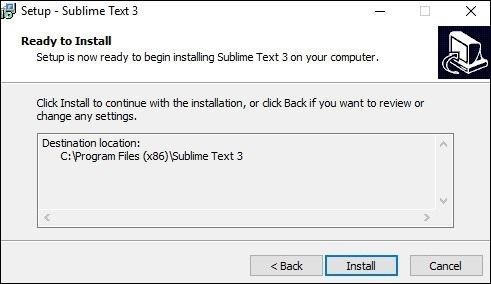 Setup - Sublime Text 3
Ready to Install
Setup is now ready to begin installing Sublime Text 3 on your computer.
Click Install to continue with the installation, or click Back if you want to review or
change any settings.
Destination location:
C:\Program Files (x86)\Sublime Text 3
< Back
Install
Cancel